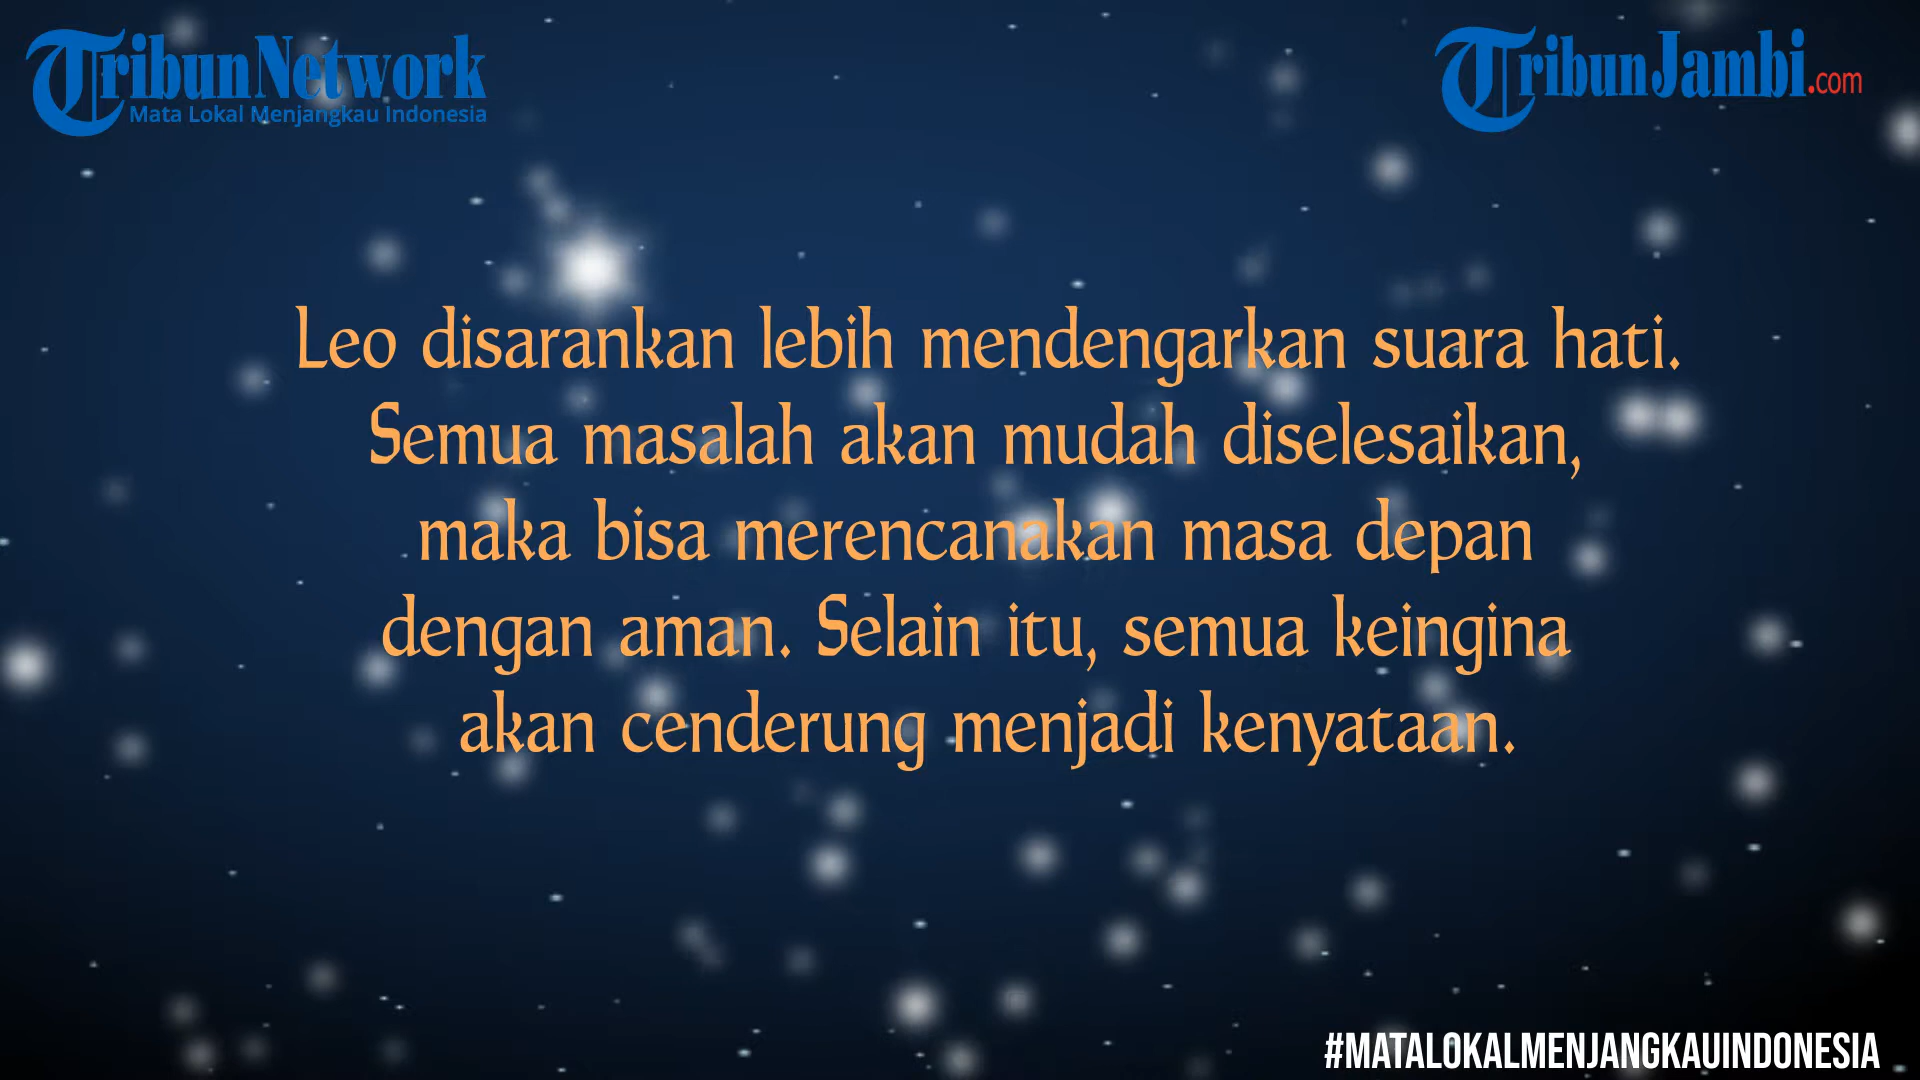 TribunNetwork
Mata Lokal Menjangkau Indonesia
TribunJambi.com
Leo disarankan lebih mendengarkan suara hati.
Semua masalah akan mudah diselesaikan,
maka bisa merencanakan masa depan
dengan aman. Selain itu, semua keingina
akan cenderung menjadi kenyataan.
#MATALOKALMENJANGKAUINDONESIA